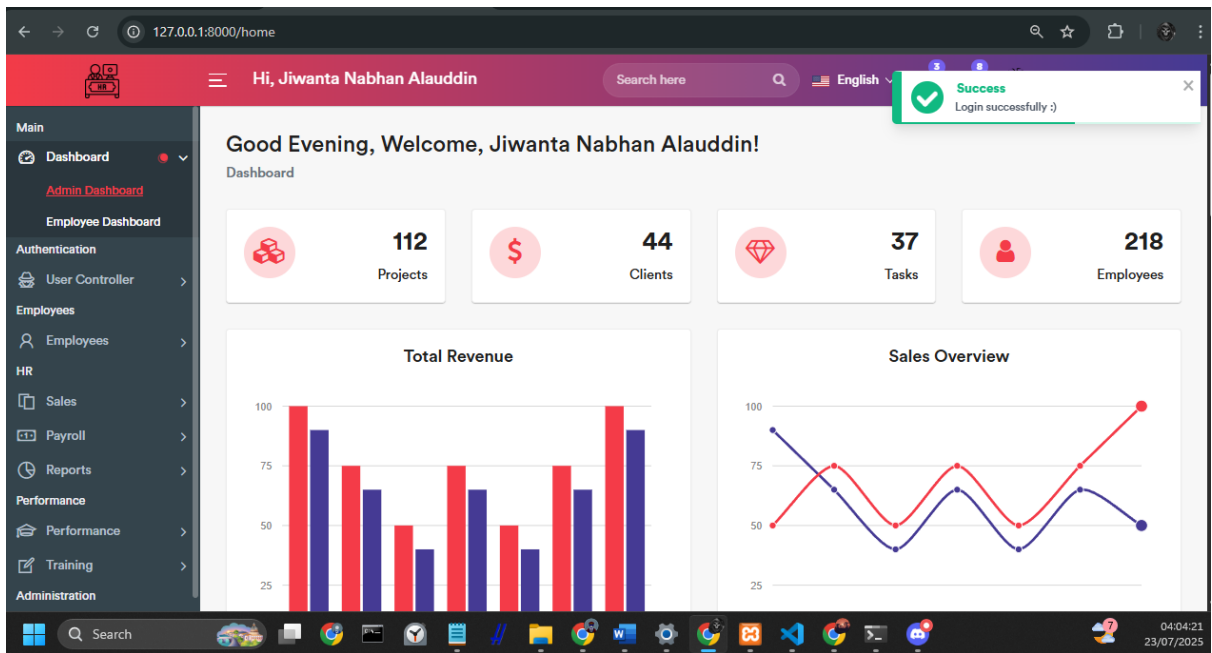 127.0.0.1:8000/home
HR
Hi, Jiwanta Nabhan Alauddin
Search here
English
3
8
Success
Login successfully :)
Main
Dashboard
Admin Dashboard
Employee Dashboard
Authentication
User Controller
Employees
Employees
HR
Sales
Payroll
Reports
Performance
Performance
Training
Administration
Good Evening, Welcome, Jiwanta Nabhan Alauddin!
Dashboard
112
Projects
44
Clients
37
Tasks
218
Employees
Total Revenue
100
75
50
25
Sales Overview
100
75
50
25
Search
7
04:04:21
23/07/2025